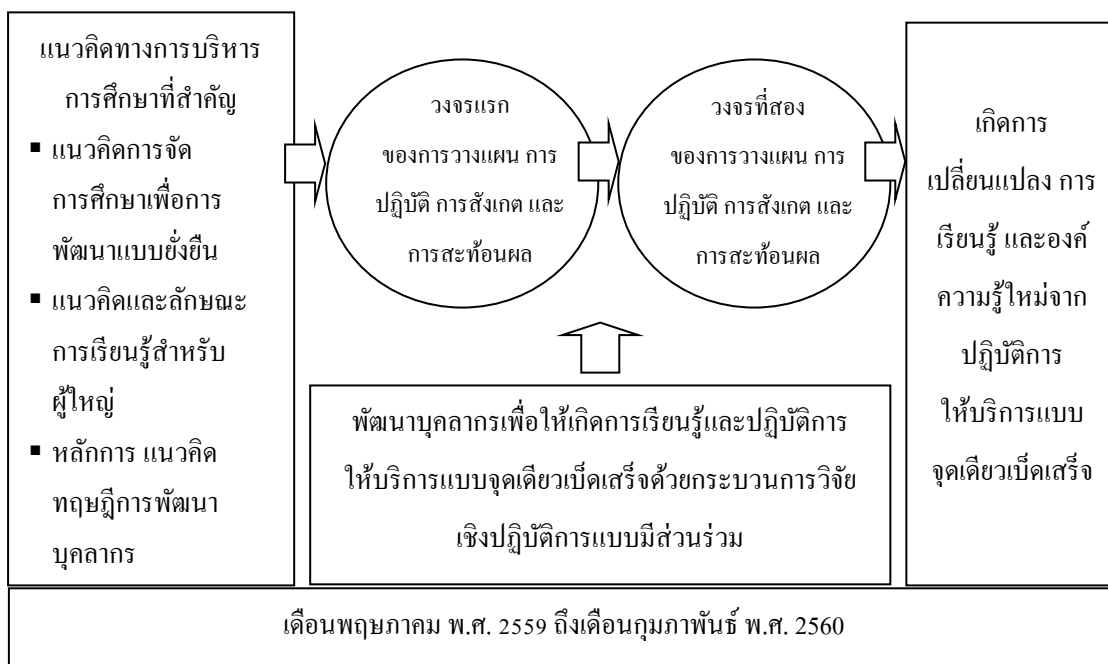 แนวคิดทางการบริหาร
การศึกษาที่สำคัญ
▪ แนวคิดการจัด
การศึกษาเพื่อการ
พัฒนาแบบยั่งยืน
▪ แนวคิดและลักษณะ
การเรียนรู้สำหรับ
ผู้ใหญ่
▪ หลักการ แนวคิด
ทฤษฎีการพัฒนา
บุคลากร
วงจรแรก
ของการวางแผน การ
ปฏิบัติ การสังเกต และ
การสะท้อนผล
วงจรที่สอง
ของการวางแผน การ
ปฏิบัติ การสังเกต และ
การสะท้อนผล
พัฒนาบุคลากรเพื่อให้เกิดการเรียนรู้และปฏิบัติการ
ให้บริการแบบจุดเดียวเบ็ดเสร็จด้วยกระบวนการวิจัย
เชิงปฏิบัติการแบบมีส่วนร่วม
เกิดการ
เปลี่ยนแปลง การ
เรียนรู้ และองค์
ความรู้ใหม่จาก
ปฏิบัติการ
ให้บริการแบบ
จุดเดียวเบ็ดเสร็จ
เดือนพฤษภาคม พ.ศ. 2559 ถึงเดือนกุมภาพันธ์ พ.ศ. 2560